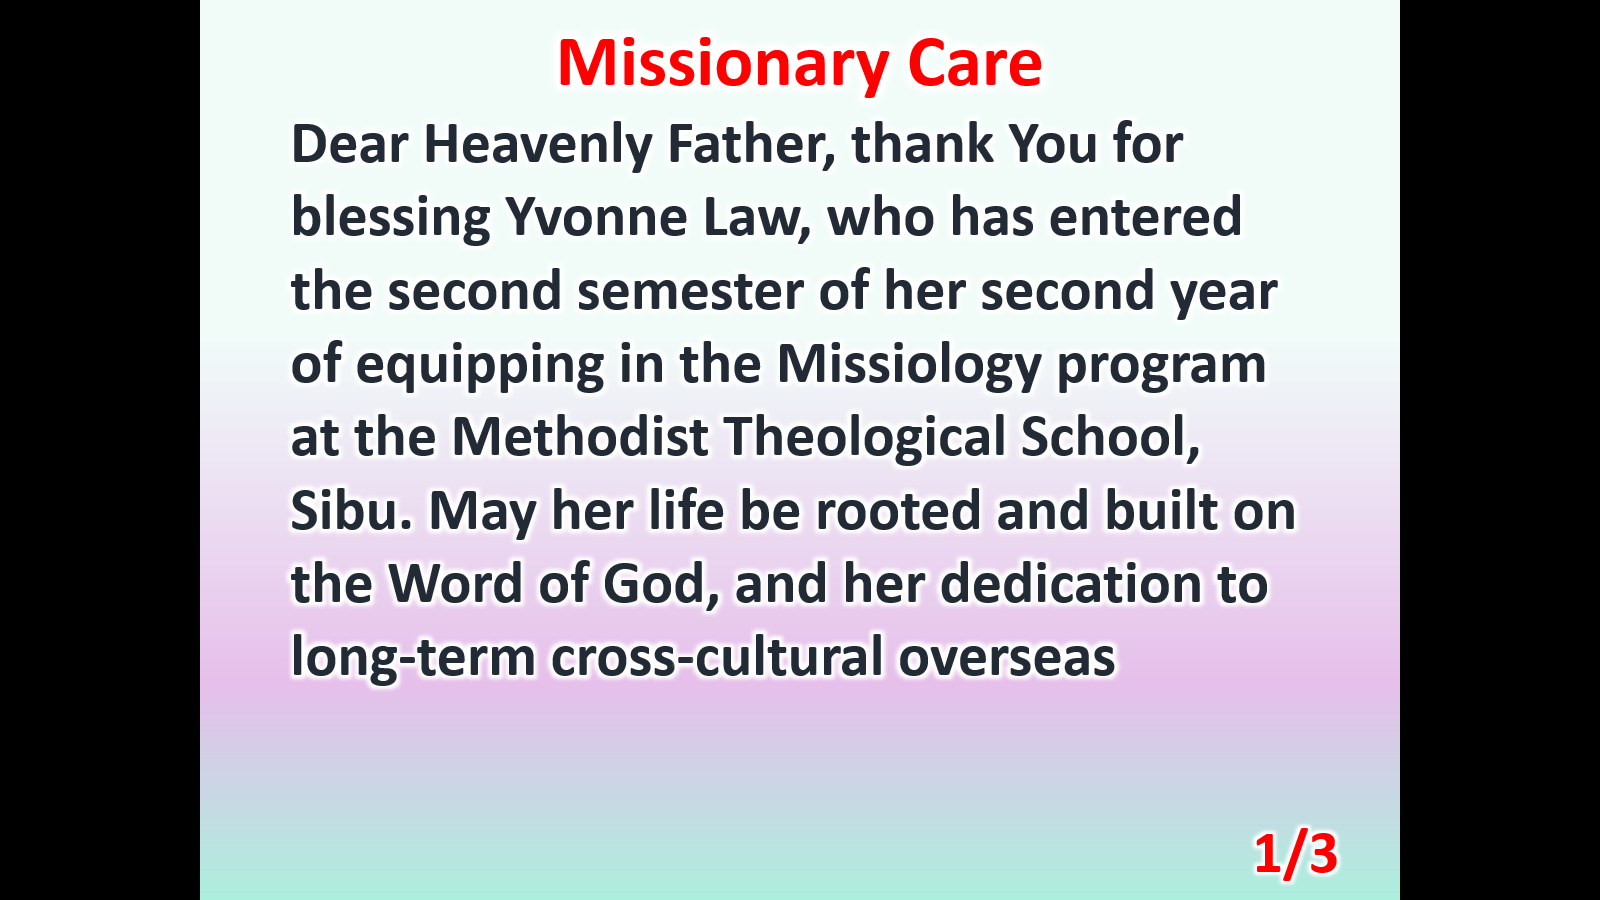 Missionary Care
Dear Heavenly Father, thank You for
blessing Yvonne Law, who has entered
the second semester of her second year
of equipping in the Missiology program
at the Methodist Theological School,
Sibu. May her life be rooted and built on
the Word of God, and her dedication to
long-term cross-cultural overseas
1/3